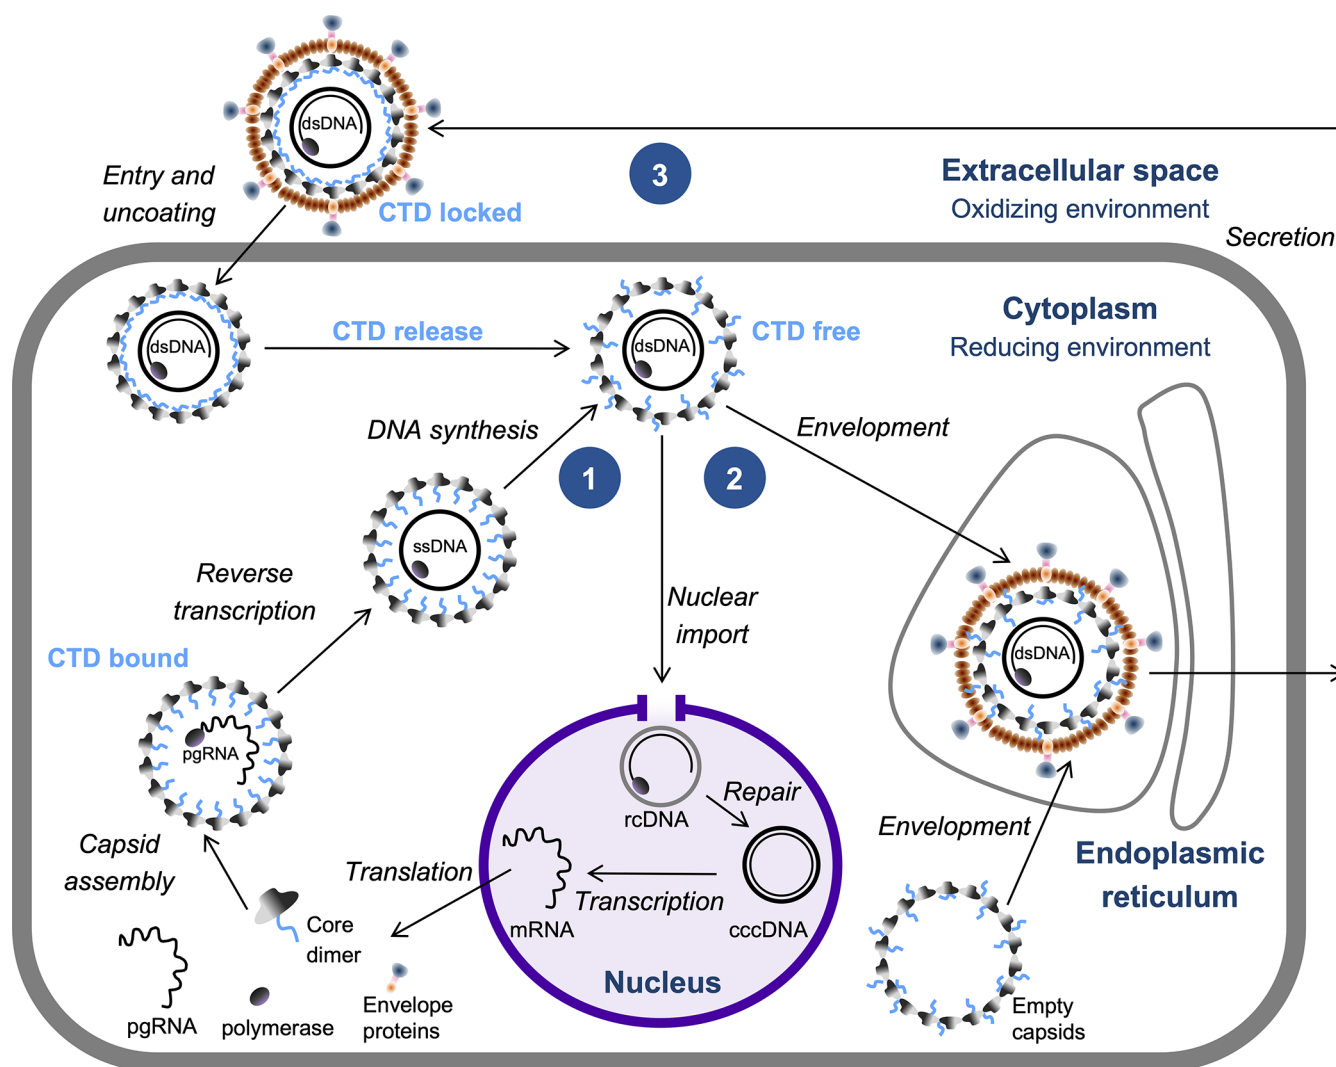 dsDNA
Entry and
uncoating
CTD locked
3
Extracellular space
Oxidizing environment
Secretion
dsDNA
CTD release
dsDNA
CTD free
Cytoplasm
Reducing environment
DNA synthesis
Envelopment
1
2
ssDNA
Reverse
transcription
Nuclear
import
dsDNA
CTD bound
pgRNA
rcDNA
Repair
Capsid
assembly
Translation
Transcription
mRNA
cccDNA
Envelopment
Endoplasmic
reticulum
Core
dimer
Nucleus
pgRNA
polymerase
Envelope
proteins
Empty
capsids